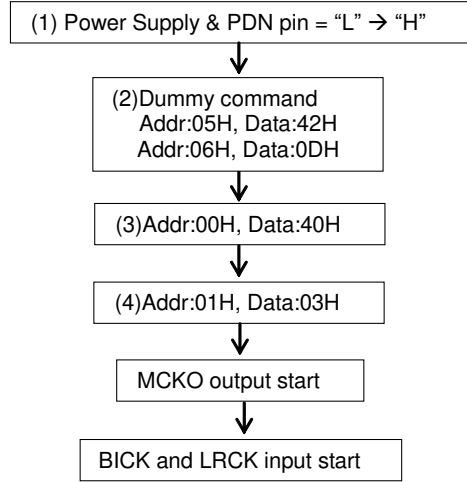 (1) Power Supply & PDN pin = “L” → “H”
(2)Dummy command
Addr:05H, Data:42H
Addr:06H, Data:0DH
(3)Addr:00H, Data:40H
(4)Addr:01H, Data:03H
MCKO output start
BICK and LRCK input start